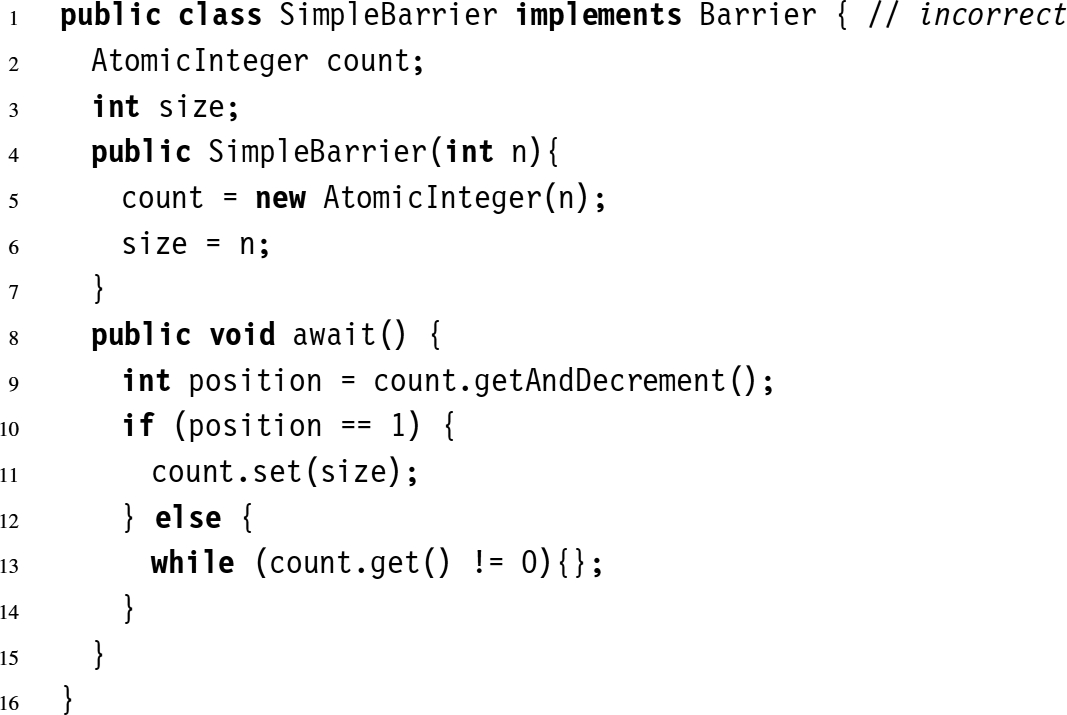 1 public class SimpleBarrier implements Barrier { // incorrect
2 AtomicInteger count;
3 int size;
4 public SimpleBarrier(int n){
5 count = new AtomicInteger(n);
6 size = n;
7 }
8 public void await() {
9 int position = count.getAndDecrement();
10 if (position == 1) {
11 count.set(size);
12 } else {
13 while (count.get() != 0){};
14 }
15 }
16 }